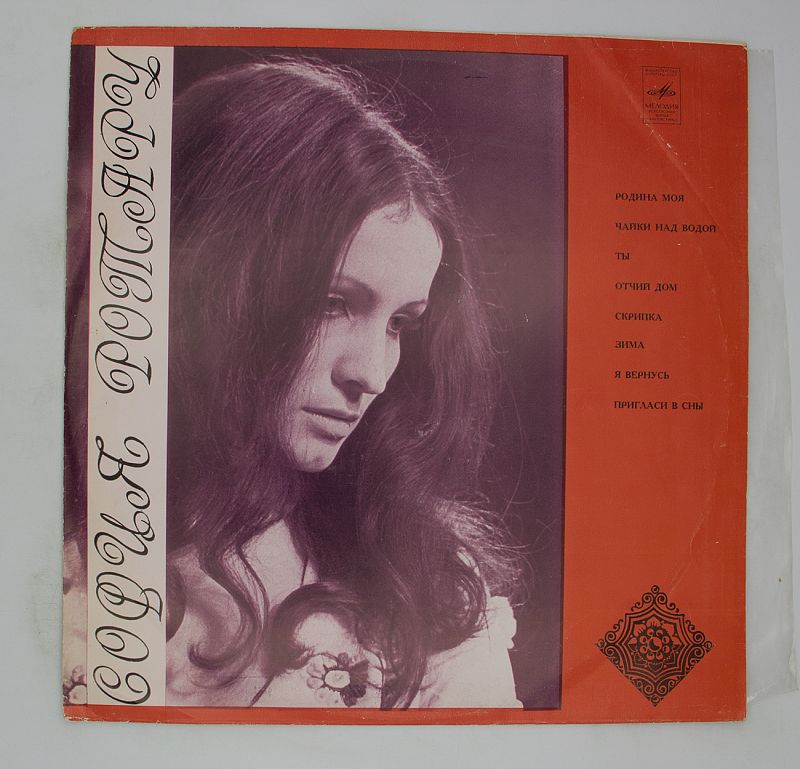 СОФИЯ РОТАРУ
МЕЛОДИЯ
РОДИНА МОЯ
ЧАЙКИ НАД ВОДОЙ
ТЫ
ОТЧИЙ ДОМ
СКРИПКА
ЗИМА
Я ВЕРНУСЬ
ПРИГЛАСИ В СНЫ